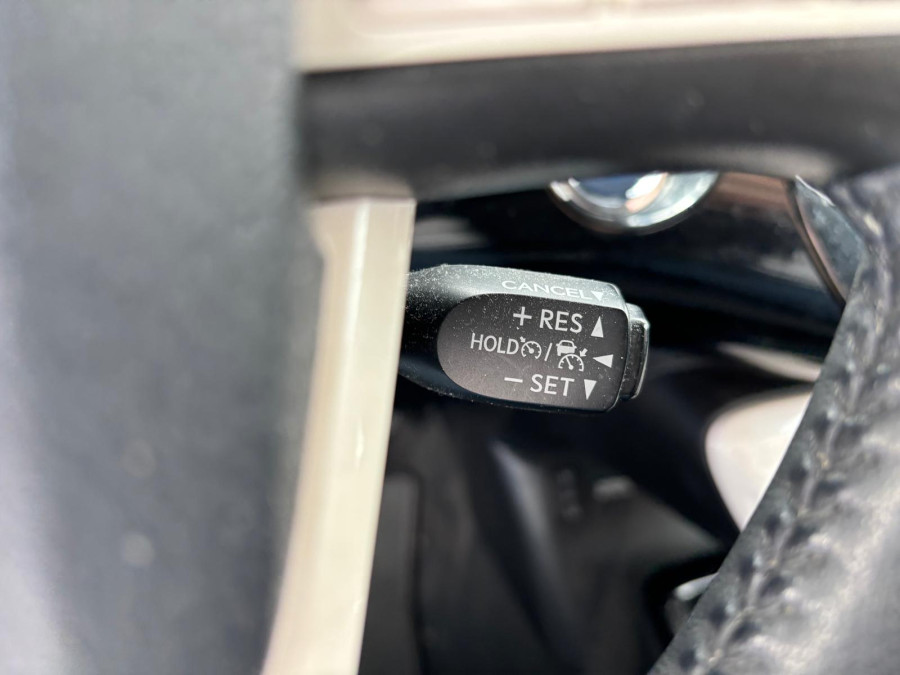 CANCEL▼
+ RES ▲
HOLD / ◀
− SET ▼